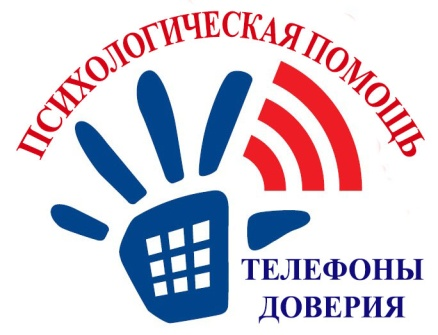 ПСИХОЛОГИЧЕСКАЯ ПОМОЩЬ
ТЕЛЕФОНЫ
ДОВЕРИЯ